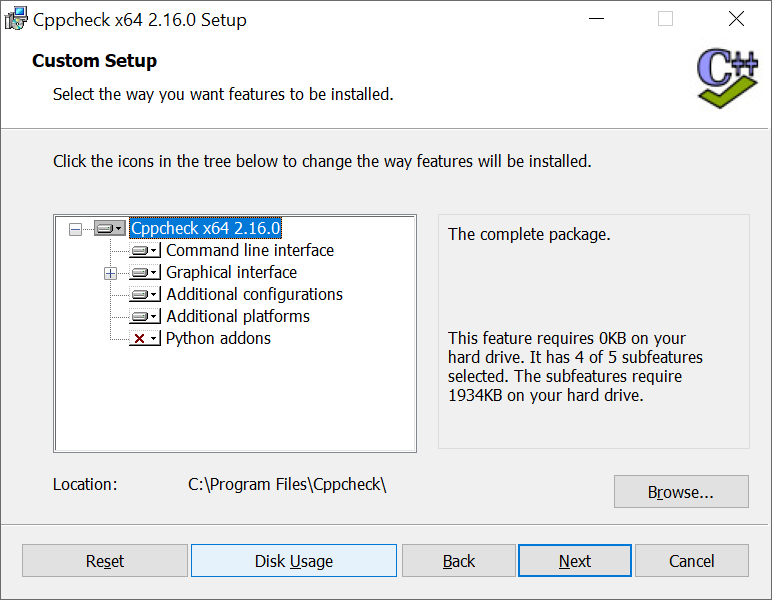 Cppcheck x64 2.16.0 Setup
Custom Setup
C++
Select the way you want features to be installed.
Click the icons in the tree below to change the way features will be installed.
Cppcheck x64 2.16.0
Command line interface
Graphical interface
Additional configurations
Additional platforms
Python addons
The complete package.
This feature requires 0KB on your
hard drive. It has 4 of 5 subfeatures
selected. The subfeatures require
1934KB on your hard drive.
Location: C:\Program Files\Cppcheck\
Browse...
Reset Disk Usage Back Next Cancel